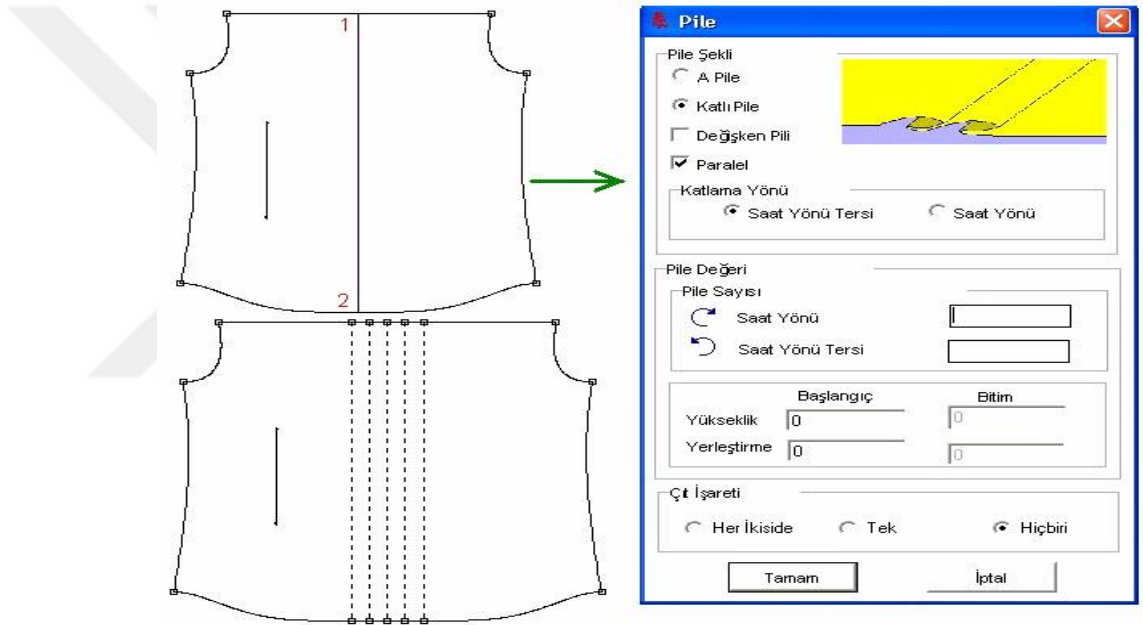 1
2
Pile
Pile Şekli
A Pile
Katlı Pile
Değişken Pili
Paralel
Katlama Yönü
Saat Yönü Tersi Saat Yönü
Pile Değeri
Pile Sayısı
Saat Yönü
Saat Yönü Tersi
Başlangıç Bitim
Yükseklik 0 0
Yerleştirme 0 0
Çıt İşareti
Her İkiside Tek Hiçbiri
Tamam İptal